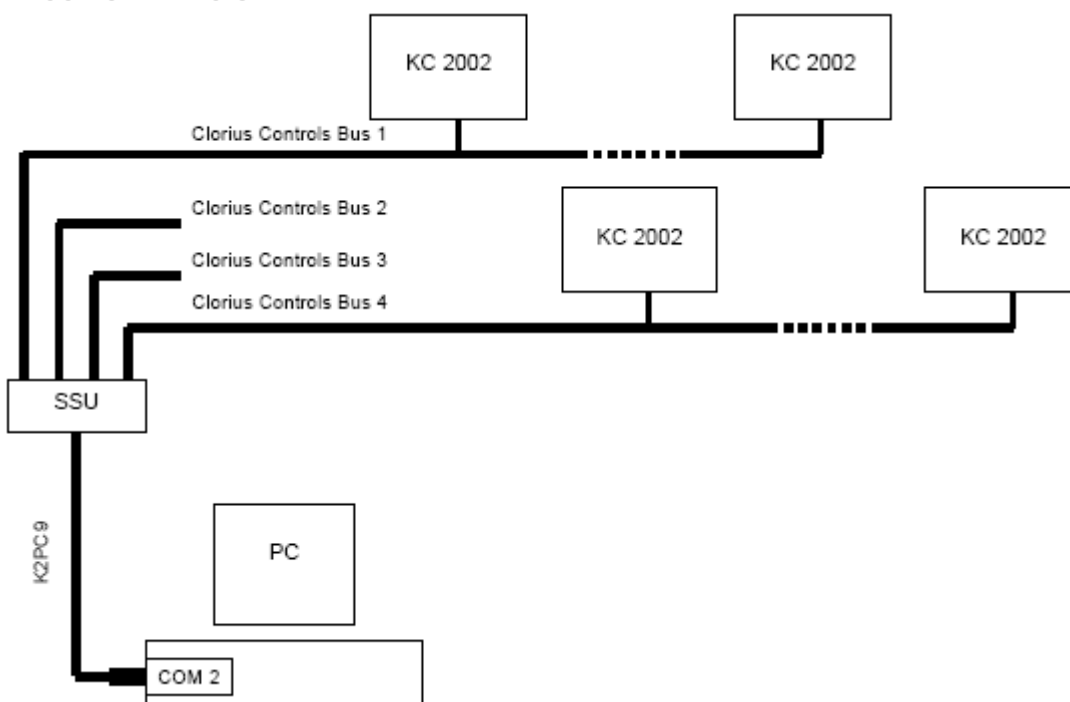 KC 2002
KC 2002
Clorius Controls Bus 1
Clorius Controls Bus 2
KC 2002
KC 2002
Clorius Controls Bus 3
Clorius Controls Bus 4
SSU
K2PC9
PC
COM 2